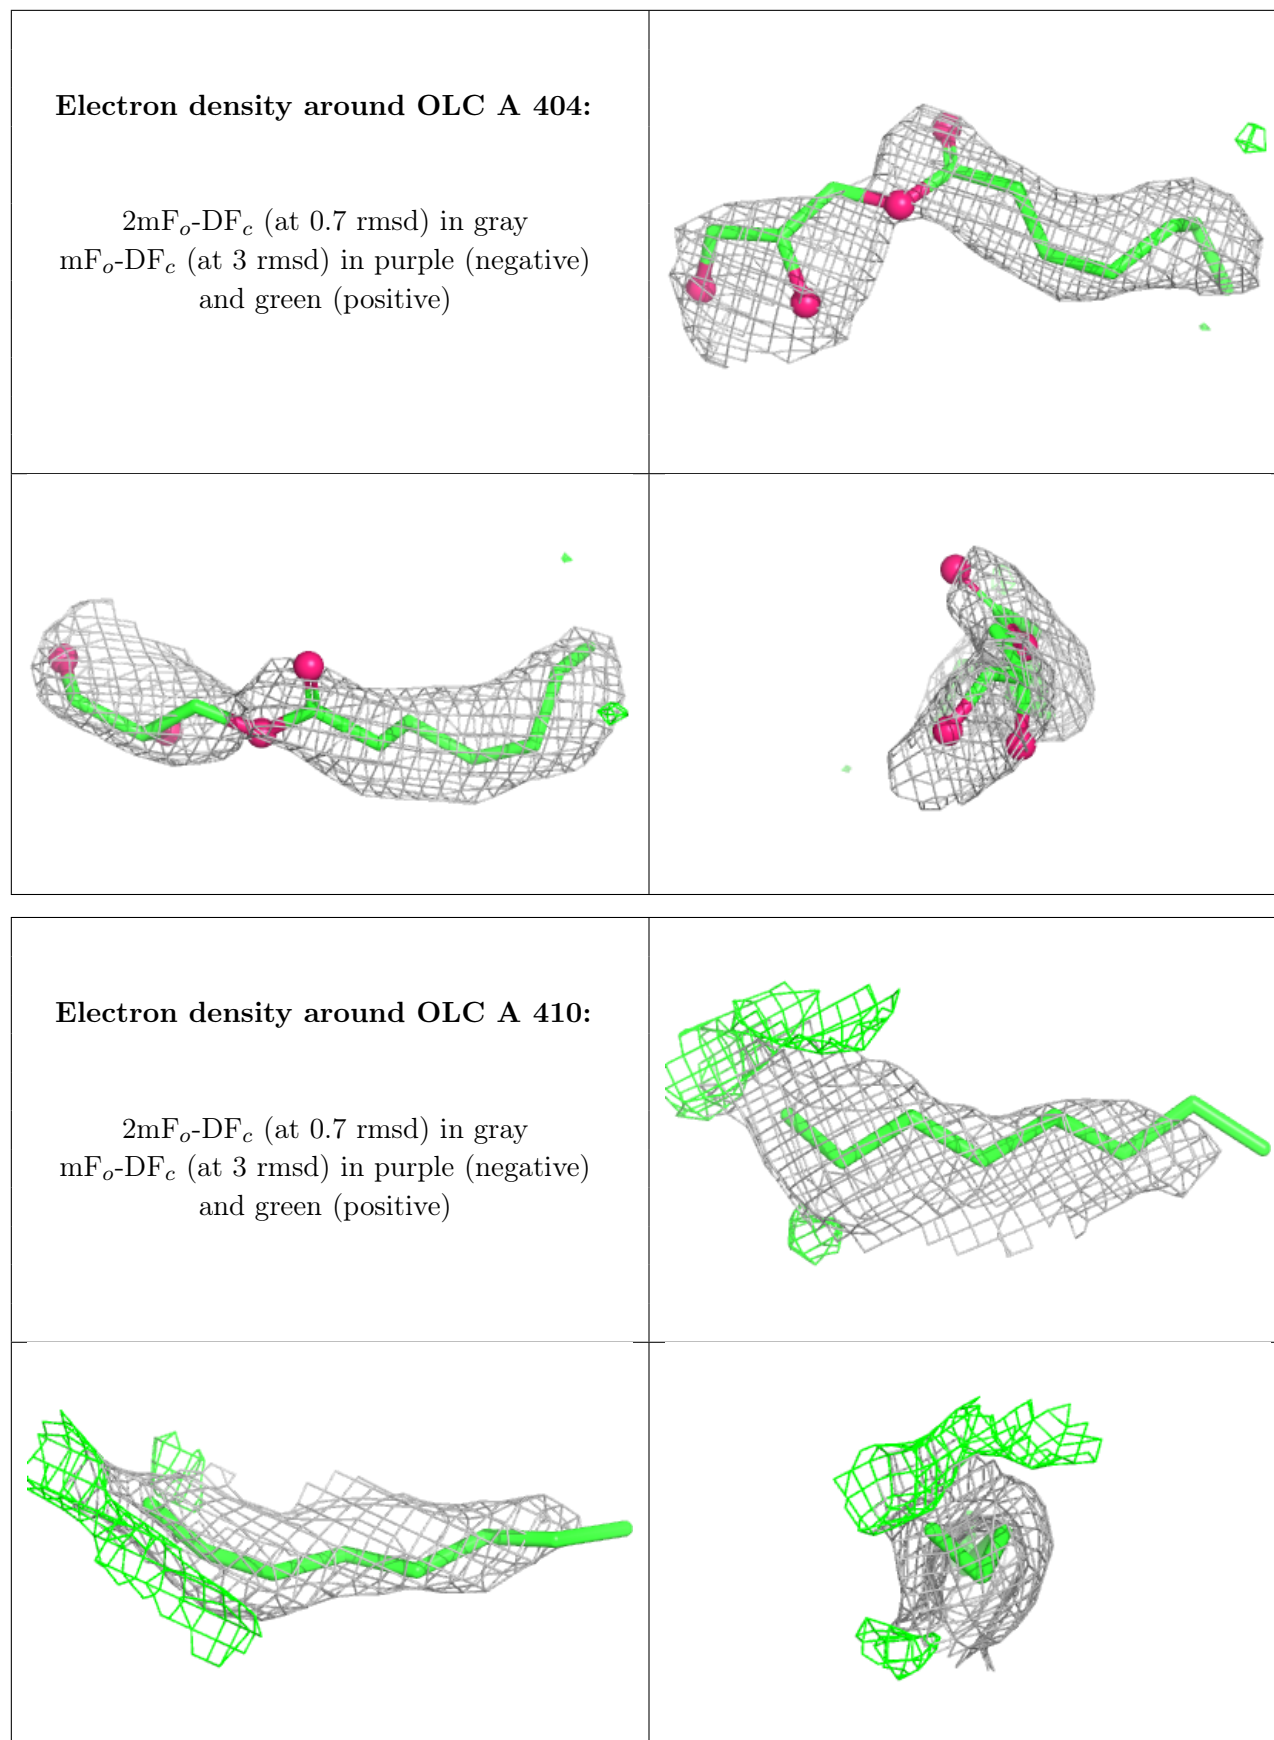 Electron density around OLC A 404:
2mFₒ-DF𝒸 (at 0.7 rmsd) in gray
mFₒ-DF𝒸 (at 3 rmsd) in purple (negative)
and green (positive)
Electron density around OLC A 410:
2mFₒ-DF𝒸 (at 0.7 rmsd) in gray
mFₒ-DF𝒸 (at 3 rmsd) in purple (negative)
and green (positive)